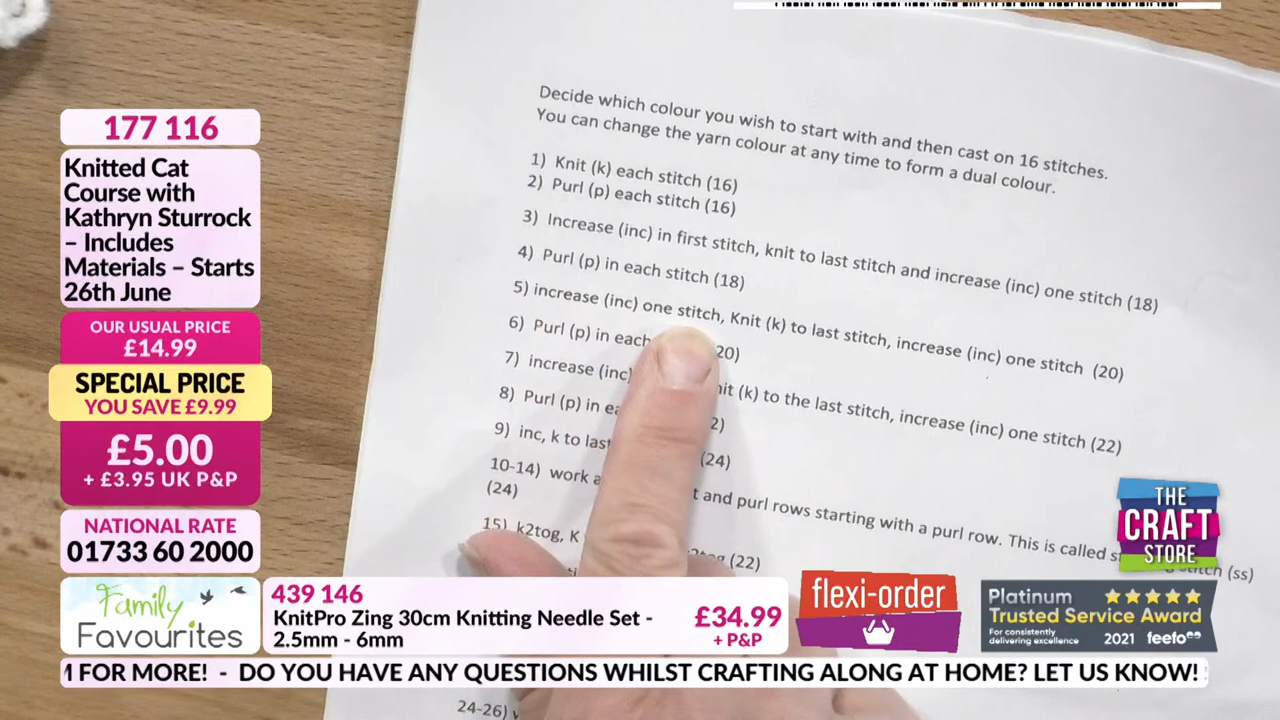 Decide which colour you wish to start with and then cast on 16 stitches.
You can change the yarn colour at any time to form a dual colour.
1) Knit (k) each stitch (16)
2) Purl (p) each stitch (16)
3) Increase (inc) in first stitch, knit to last stitch and increase (inc) one stitch (18)
4) Purl (p) in each stitch (18)
5) increase (inc) one stitch, Knit (k) to last stitch, increase (inc) one stitch (20)
6) Purl (p) in each 20)
7) increase (inc) (k) to the last stitch, increase (inc) one stitch (22)
8) Purl (p) in
9) inc, k to (24)
10-14) work and purl rows starting with a purl row. This is called stitch (ss)
(24)
15) k2tog, K (22)
24-26)
177 116
Knitted Cat
Course with
Kathryn Sturrock
– Includes
Materials – Starts
26th June
OUR USUAL PRICE
£14.99
SPECIAL PRICE
YOU SAVE £9.99
£5.00
+ £3.95 UK P&P
NATIONAL RATE
01733 60 2000
Family
Favourites
439 146
KnitPro Zing 30cm Knitting Needle Set -
2.5mm - 6mm
£34.99
+ P&P
flexi-order
THE
CRAFT
STORE
Platinum
Trusted Service Award
For consistently
delivering excellence
2021 feefo
FOR MORE! - DO YOU HAVE ANY QUESTIONS WHILST CRAFTING ALONG AT HOME? LET US KNOW!